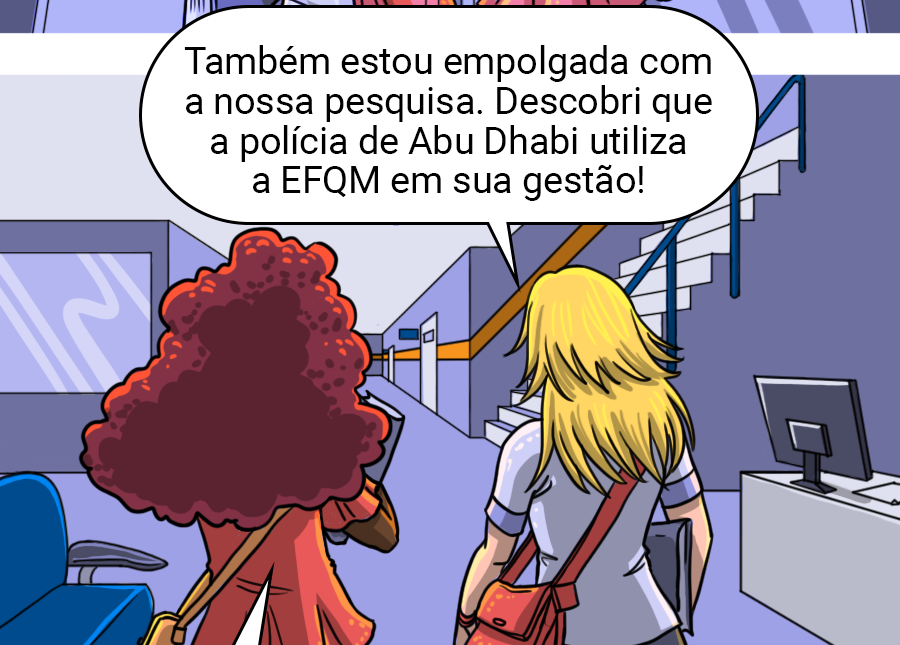 Também estou empolgada com
a nossa pesquisa. Descobri que
a polícia de Abu Dhabi utiliza
a EFQM em sua gestão!